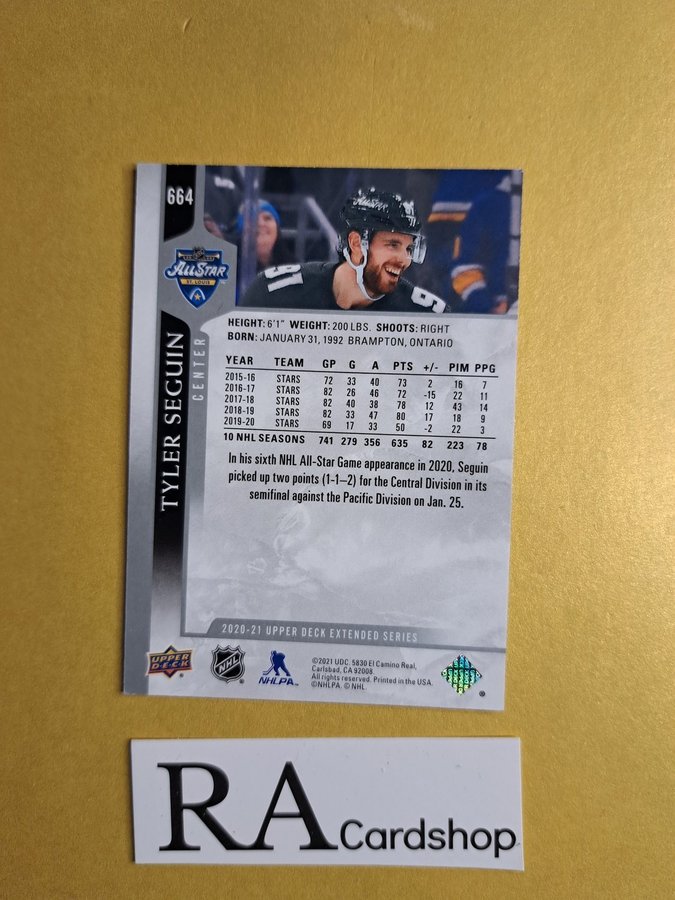 664
ALL STAR
ST. LOUIS
ALL STAR
91
TYLER SEGUIN
CENTER
HEIGHT: 6'1" WEIGHT: 200 LBS. SHOOTS: RIGHT
BORN: JANUARY 31, 1992 BRAMPTON, ONTARIO
YEAR TEAM GP G A PTS +/- PIM PPG
2015-16 STARS 72 33 40 73 2 16 7
2016-17 STARS 82 26 46 72 -15 22 11
2017-18 STARS 82 40 38 78 12 43 14
2018-19 STARS 82 33 47 80 17 18 9
2019-20 STARS 69 17 33 50 -2 22 3
10 NHL SEASONS 741 279 356 635 82 223 78
In his sixth NHL All-Star Game appearance in 2020, Seguin
picked up two points (1-1–2) for the Central Division in its
semifinal against the Pacific Division on Jan. 25.
2020-21 UPPER DECK EXTENDED SERIES
UPPER DECK
NHL
NHLPA
©2021 UDC. 5830 El Camino Real,
Carlsbad, CA 92008.
All rights reserved. Printed in the USA.
©NHLPA. © NHL.
RA Cardshop